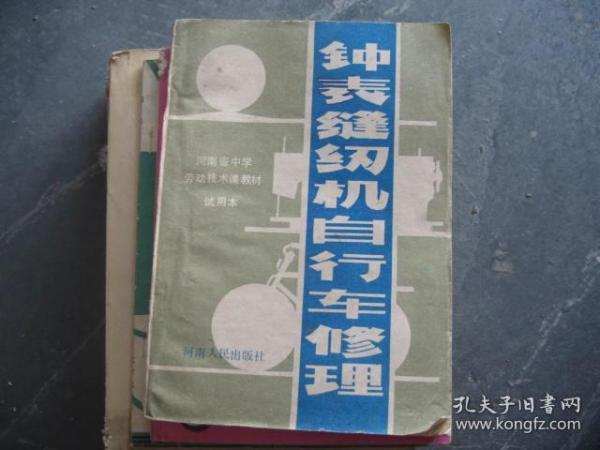 钟表缝纫机自行车修理
河南省中学
劳动技术课教材
试用本
河南人民出版社
孔夫子旧書网
www.kongfz.com